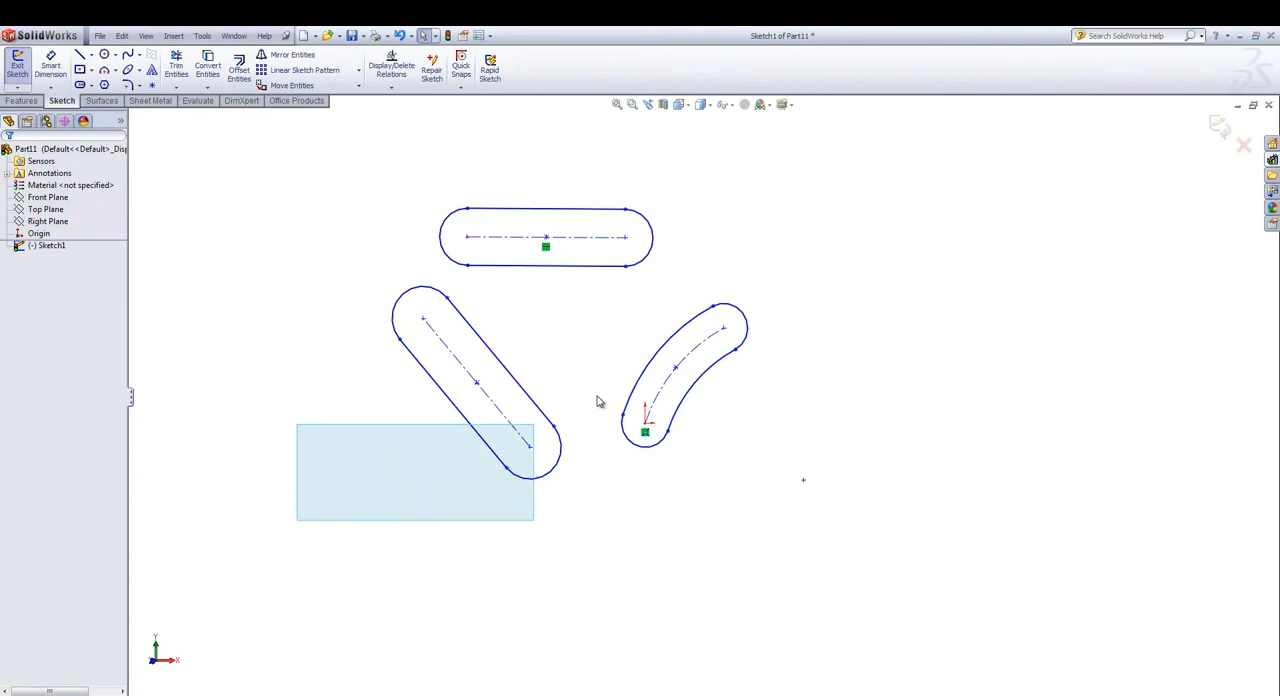 SolidWorks File Edit View Insert Tools Window Help Sketch1 of Part11 * Search SolidWorks Help
Exit Sketch
Smart Dimension
Trim Entities
Convert Entities
Offset Entities
Mirror Entities
Linear Sketch Pattern
Move Entities
Display/Delete Relations
Repair Sketch
Quick Snaps
Rapid Sketch
Features Sketch Surfaces Sheet Metal Evaluate DimXpert Office Products
Part11 (Default<<Default>_Disp
Sensors
Annotations
Material <not specified>
Front Plane
Top Plane
Right Plane
Origin
(-) Sketch1
Y
X